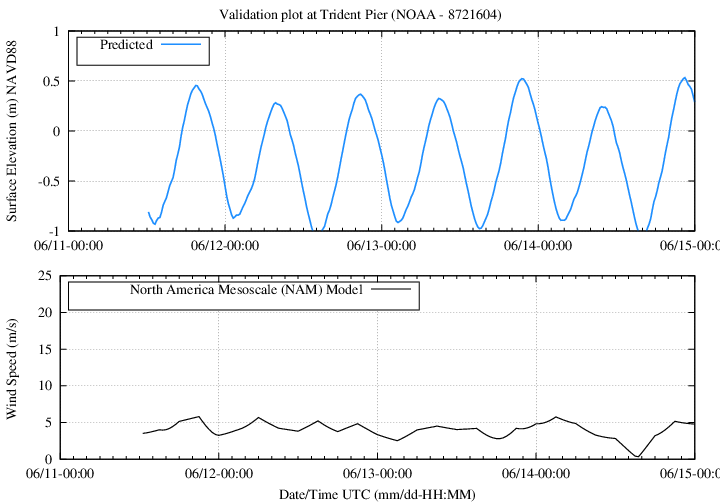 Validation plot at Trident Pier (NOAA - 8721604)
Surface Elevation (m) NAVD88
1
0.5
0
-0.5
-1
Predicted
06/11-00:00 06/12-00:00 06/13-00:00 06/14-00:00 06/15-00:00
Wind Speed (m/s)
25
20
15
10
5
0
North America Mesoscale (NAM) Model
06/11-00:00 06/12-00:00 06/13-00:00 06/14-00:00 06/15-00:00
Date/Time UTC (mm/dd-HH:MM)